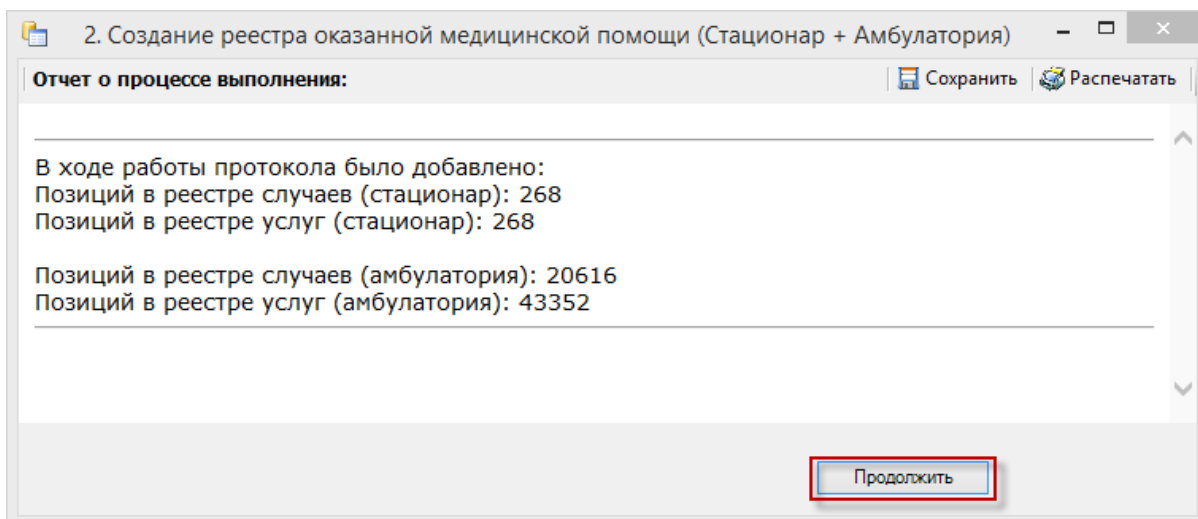 2. Создание реестра оказанной медицинской помощи (Стационар + Амбулатория)
Отчет о процессе выполнения: Сохранить Распечатать
В ходе работы протокола было добавлено:
Позиций в реестре случаев (стационар): 268
Позиций в реестре услуг (стационар): 268
Позиций в реестре случаев (амбулатория): 20616
Позиций в реестре услуг (амбулатория): 43352
Продолжить